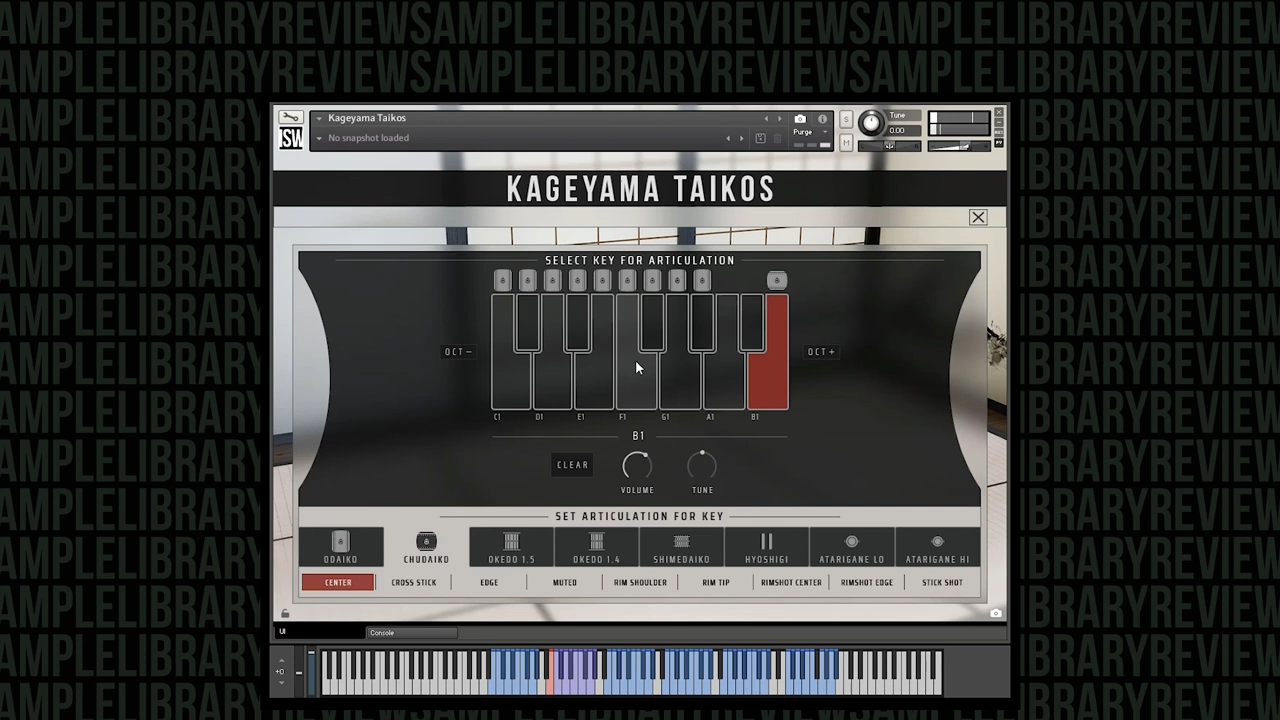 AMPLELIBRARYREVIEWSAMPLELIBRARYREVIEWSAMPLELIBRARYREVIEW
AMPLELIBRARYREVIEWSAMPLELIBRARYREVIEWSAMPLELIBRARYREVIEW
Kageyama Taikos
Purge
S
Tune
0.00
ISW
No snapshot loaded
M
KAGEYAMA TAIKOS
SELECT KEY FOR ARTICULATION
OCT - OCT +
C1 D1 E1 F1 G1 A1 B1
B1
CLEAR
VOLUME TUNE
SET ARTICULATION FOR KEY
ODAIKO CHUDAIKO OKEDO 1.5 OKEDO 1.4 SHIMEDAIKO HYOSHIGI ATARIGANE LO ATARIGANE HI
CENTER CROSS STICK EDGE MUTED RIM SHOULDER RIM TIP RIMSHOT CENTER RIMSHOT EDGE STICK SHOT
UI Console
+0